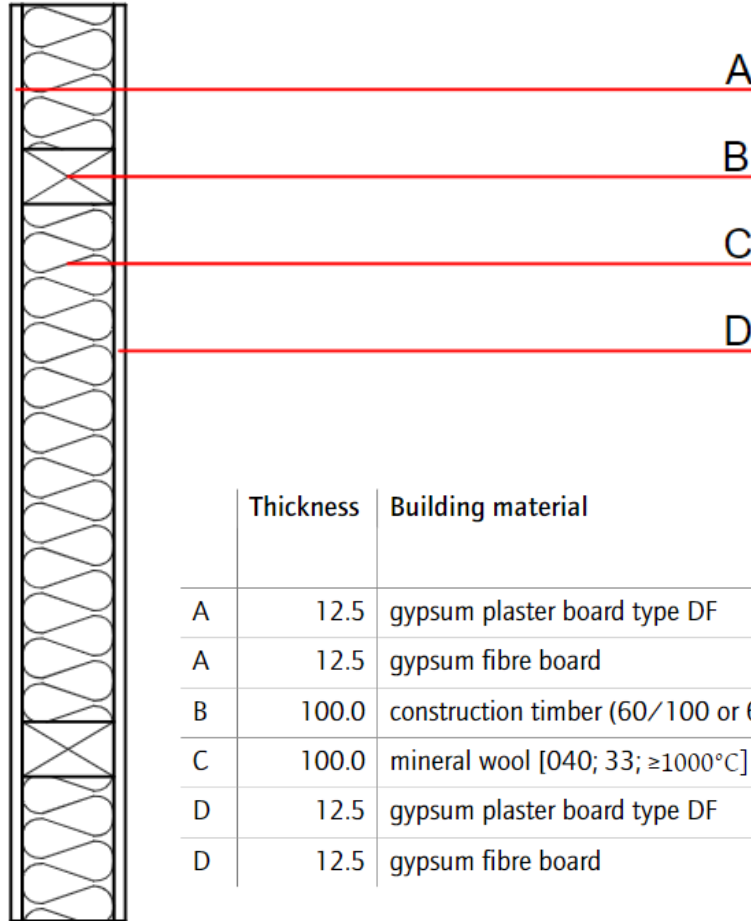 A
B
C
D
Thickness Building material
A 12.5 gypsum plaster board type DF
A 12.5 gypsum fibre board
B 100.0 construction timber (60/100 or
C 100.0 mineral wool [040; 33; ≥1000°C]
D 12.5 gypsum plaster board type DF
D 12.5 gypsum fibre board